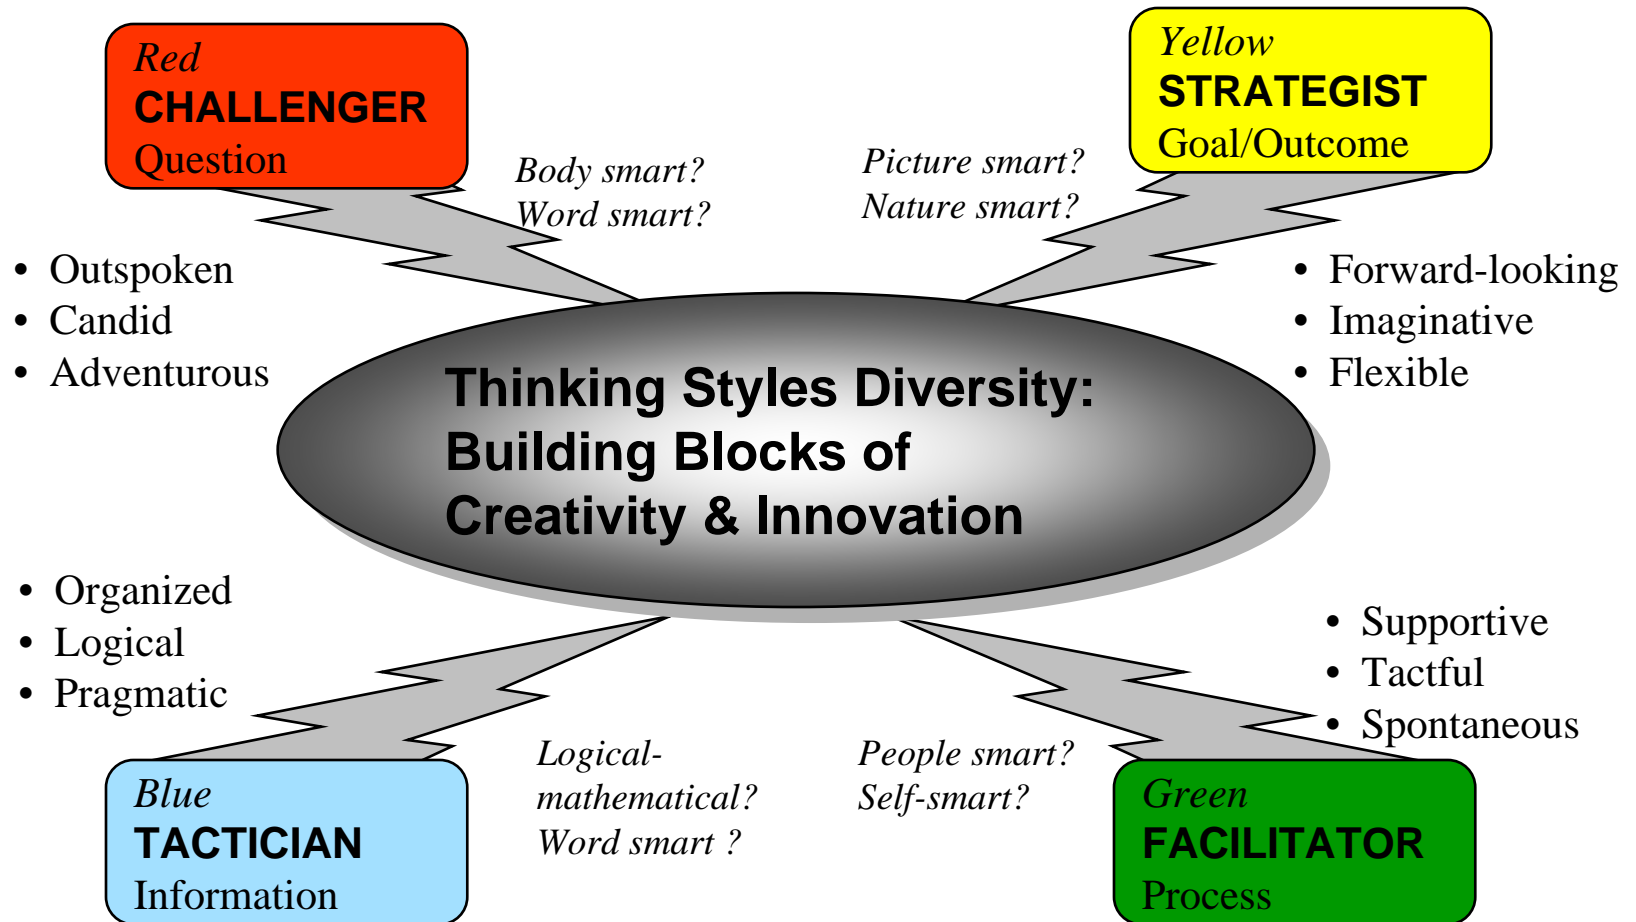 Red
CHALLENGER
Question
Body smart?
Word smart?
• Outspoken
• Candid
• Adventurous
Picture smart?
Nature smart?
Yellow
STRATEGIST
Goal/Outcome
• Forward-looking
• Imaginative
• Flexible
Thinking Styles Diversity:
Building Blocks of
Creativity & Innovation
• Organized
• Logical
• Pragmatic
Blue
TACTICIAN
Information
Logical-
mathematical?
Word smart ?
People smart?
Self-smart?
• Supportive
• Tactful
• Spontaneous
Green
FACILITATOR
Process